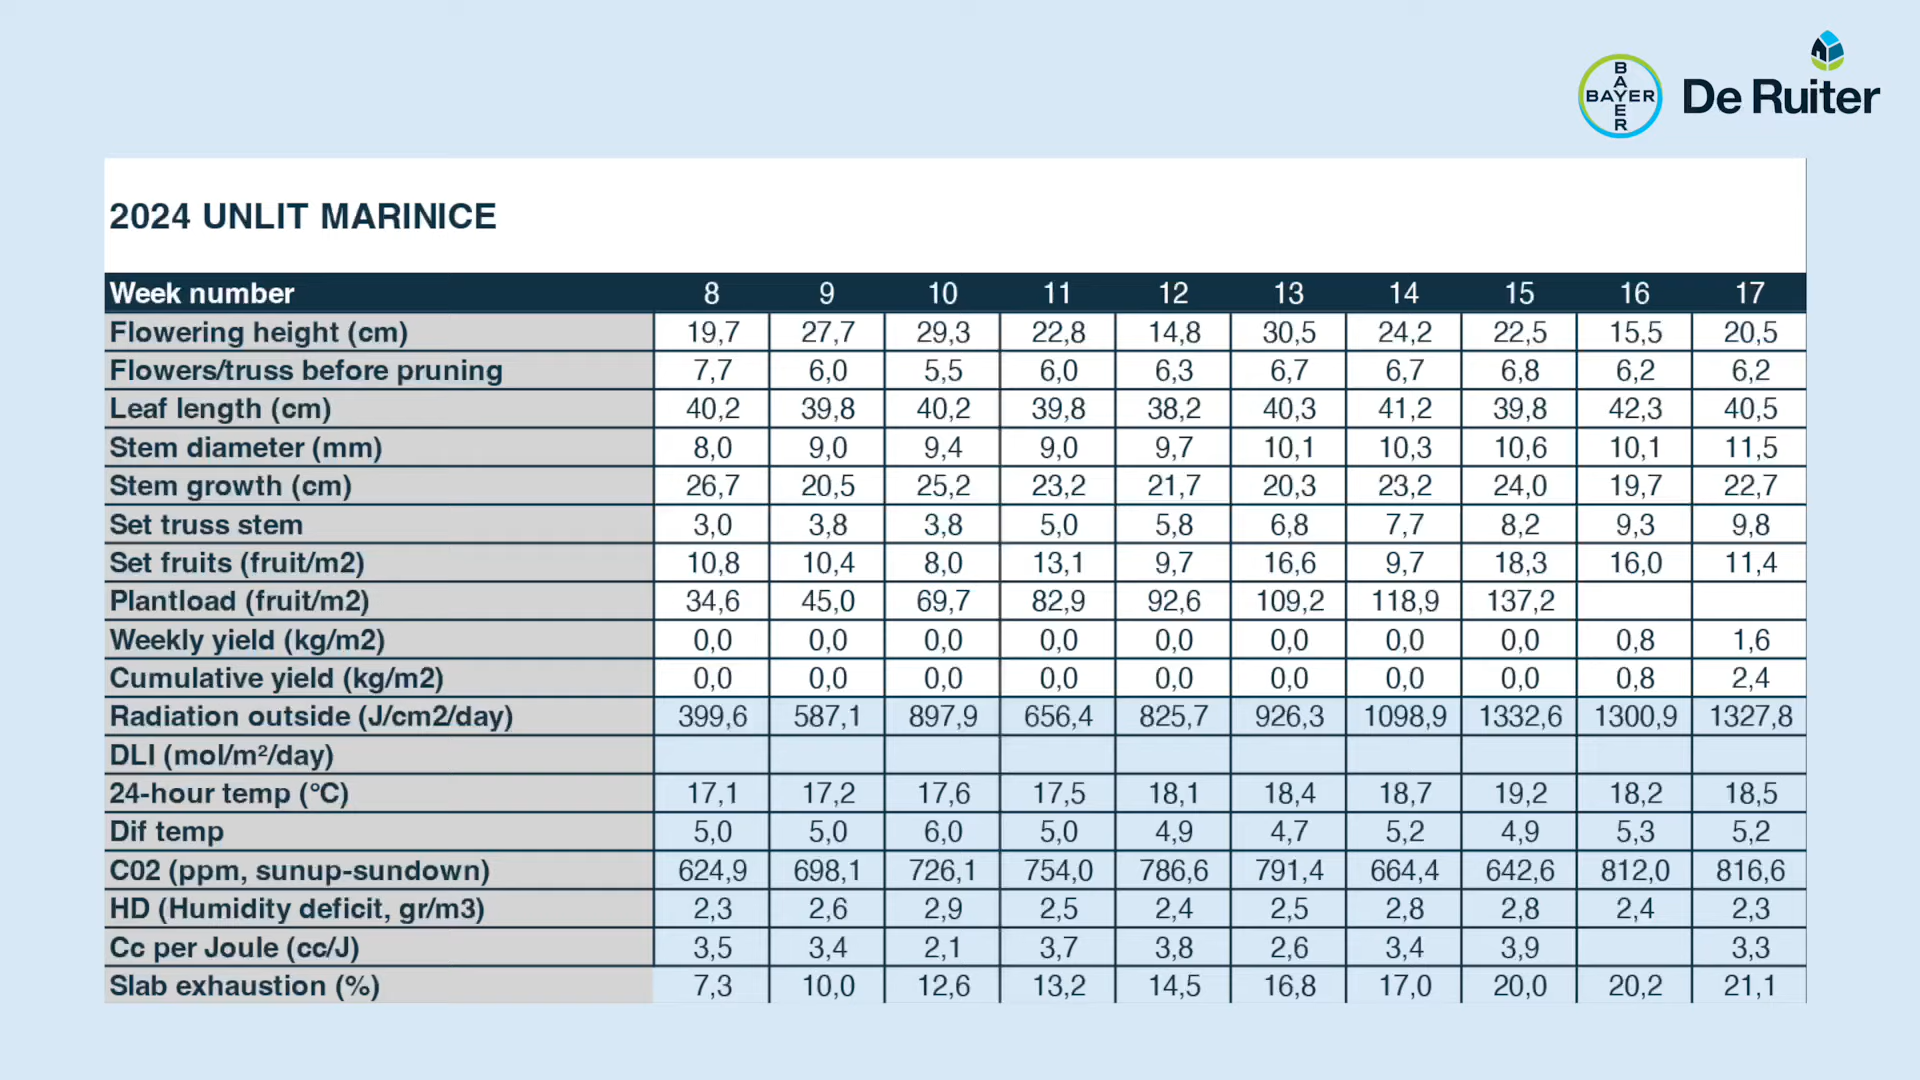 BAYER
BAYER
De Ruiter
2024 UNLIT MARINICE
Week number 8 9 10 11 12 13 14 15 16 17
Flowering height (cm) 19,7 27,7 29,3 22,8 14,8 30,5 24,2 22,5 15,5 20,5
Flowers/truss before pruning 7,7 6,0 5,5 6,0 6,3 6,7 6,7 6,8 6,2 6,2
Leaf length (cm) 40,2 39,8 40,2 39,8 38,2 40,3 41,2 39,8 42,3 40,5
Stem diameter (mm) 8,0 9,0 9,4 9,0 9,7 10,1 10,3 10,6 10,1 11,5
Stem growth (cm) 26,7 20,5 25,2 23,2 21,7 20,3 23,2 24,0 19,7 22,7
Set truss stem 3,0 3,8 3,8 5,0 5,8 6,8 7,7 8,2 9,3 9,8
Set fruits (fruit/m2) 10,8 10,4 8,0 13,1 9,7 16,6 9,7 18,3 16,0 11,4
Plantload (fruit/m2) 34,6 45,0 69,7 82,9 92,6 109,2 118,9 137,2
Weekly yield (kg/m2) 0,0 0,0 0,0 0,0 0,0 0,0 0,0 0,0 0,8 1,6
Cumulative yield (kg/m2) 0,0 0,0 0,0 0,0 0,0 0,0 0,0 0,0 0,8 2,4
Radiation outside (J/cm2/day) 399,6 587,1 897,9 656,4 825,7 926,3 1098,9 1332,6 1300,9 1327,8
DLI (mol/m²/day)
24-hour temp (°C) 17,1 17,2 17,6 17,5 18,1 18,4 18,7 19,2 18,2 18,5
Dif temp 5,0 5,0 6,0 5,0 4,9 4,7 5,2 4,9 5,3 5,2
C02 (ppm, sunup-sundown) 624,9 698,1 726,1 754,0 786,6 791,4 664,4 642,6 812,0 816,6
HD (Humidity deficit, gr/m3) 2,3 2,6 2,9 2,5 2,4 2,5 2,8 2,8 2,4 2,3
Cc per Joule (cc/J) 3,5 3,4 2,1 3,7 3,8 2,6 3,4 3,9 3,3
Slab exhaustion (%) 7,3 10,0 12,6 13,2 14,5 16,8 17,0 20,0 20,2 21,1